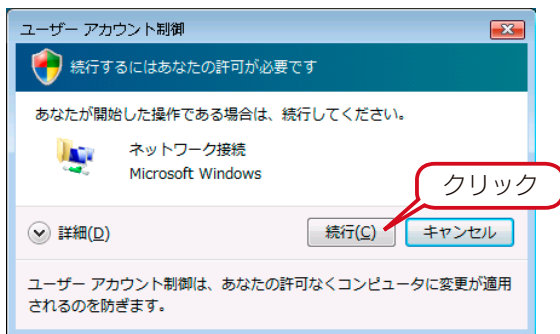 ユーザー アカウント制御
続行するにはあなたの許可が必要です
あなたが開始した操作である場合は、続行してください。
ネットワーク接続
Microsoft Windows
クリック
詳細(D)
続行(C)
キャンセル
ユーザー アカウント制御は、あなたの許可なくコンピュータに変更が適用
されるのを防ぎます。